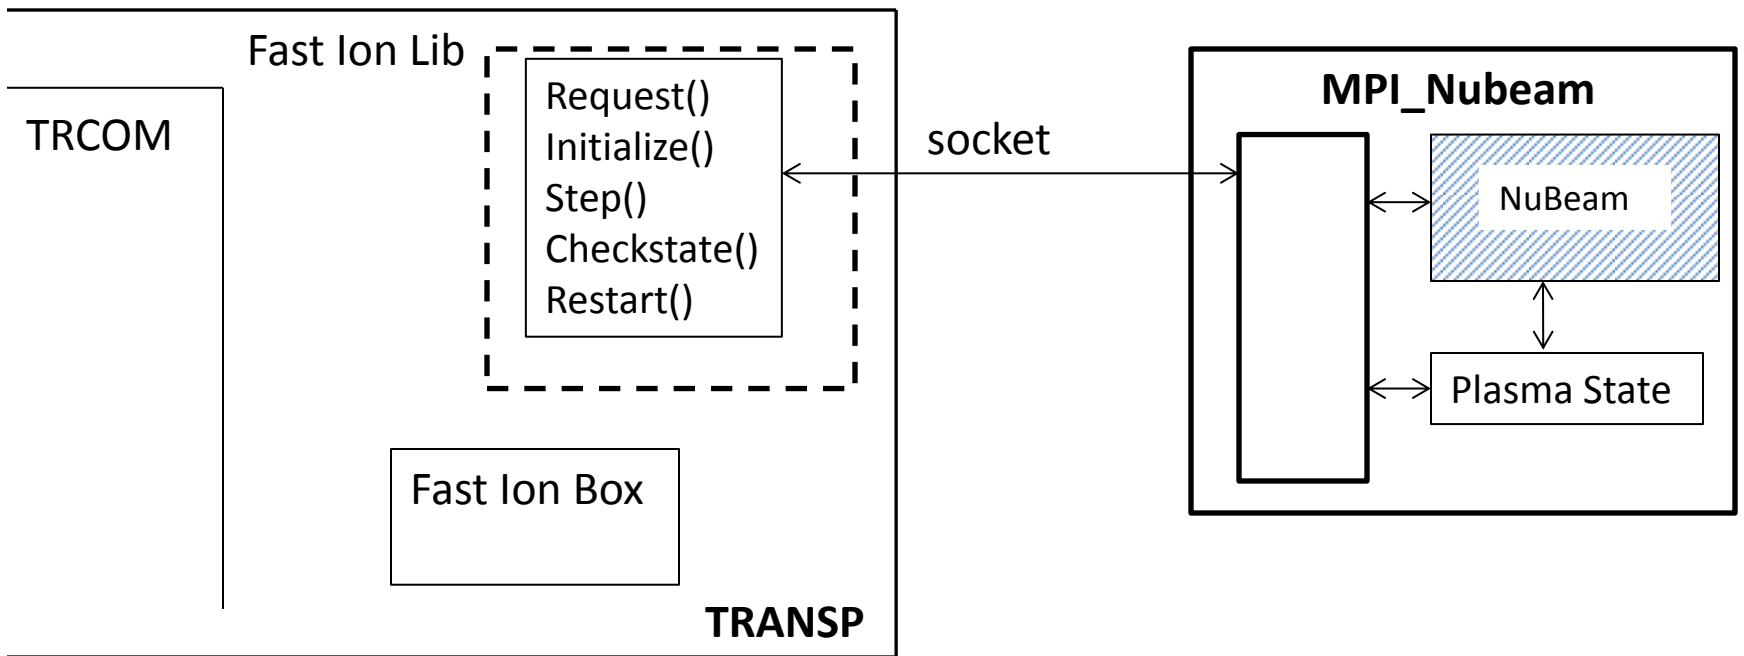 Fast Ion Lib
TRCOM
Request()
Initialize()
Step()
Checkstate()
Restart()
Fast Ion Box
TRANSP
socket
MPI_Nubeam
NuBeam
Plasma State